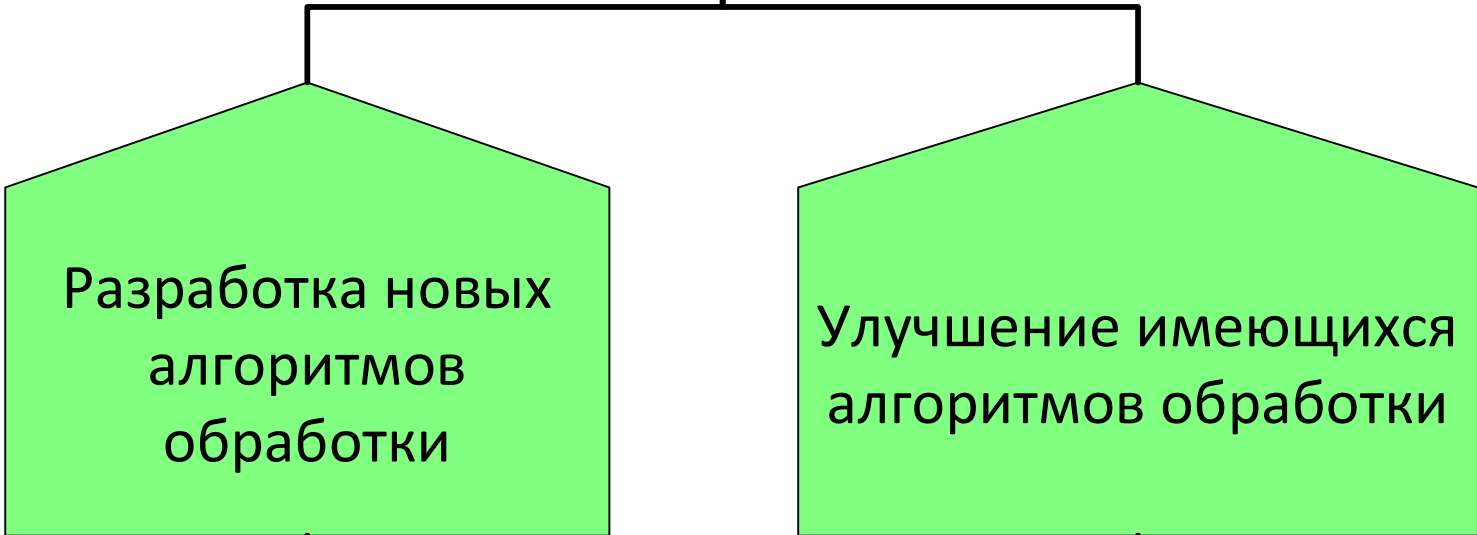 Разработка новых
алгоритмов
обработки
Улучшение имеющихся
алгоритмов обработки